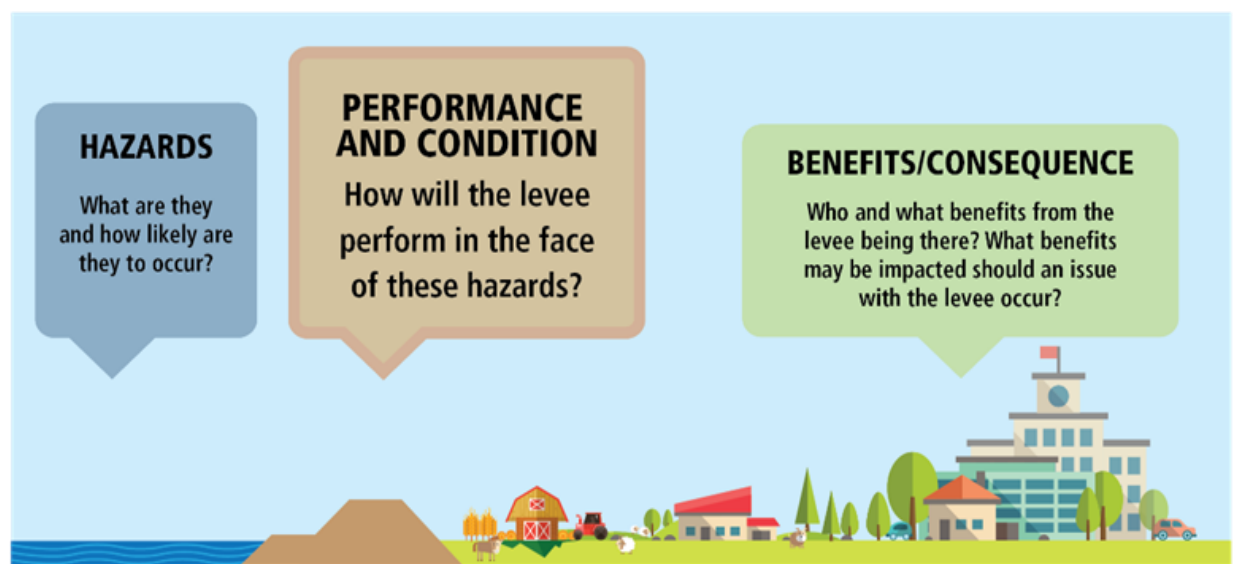 HAZARDS
What are they
and how likely are
they to occur?
PERFORMANCE
AND CONDITION
How will the levee
perform in the face
of these hazards?
BENEFITS/CONSEQUENCE
Who and what benefits from the
levee being there? What benefits
may be impacted should an issue
with the levee occur?